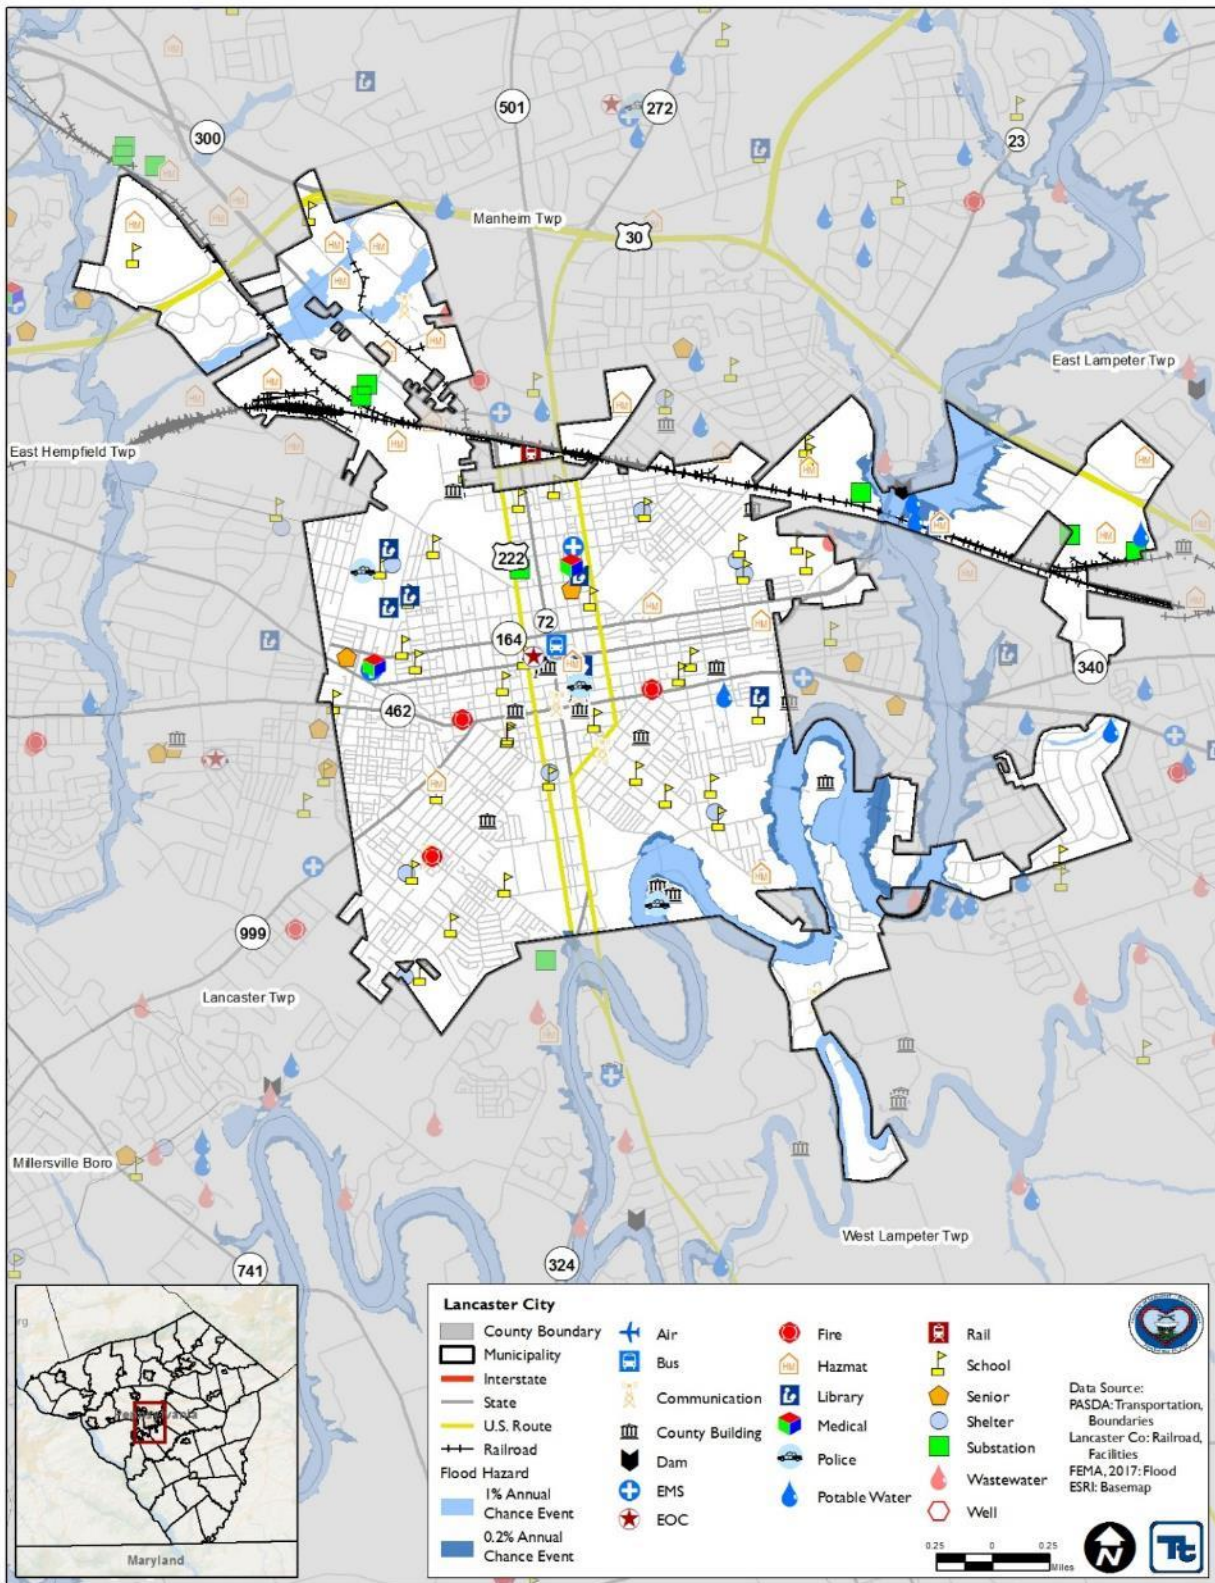 300
501
272
23
Manheim Twp
30
East Lampeter Twp
East Hempfield Twp
222
72
164
340
462
999
Lancaster Twp
Millersville Boro
West Lampeter Twp
741
324
Pennsylvania
Maryland
Lancaster City
County Boundary
Municipality
Interstate
State
U.S. Route
Railroad
Flood Hazard
1% Annual
Chance Event
0.2% Annual
Chance Event
Air
Bus
Communication
County Building
Dam
EMS
EOC
Fire
HM Hazmat
Library
Medical
Police
Potable Water
Rail
School
Senior
Shelter
Substation
Wastewater
Well
Data Source:
PASDA: Transportation,
Boundaries
Lancaster Co: Railroad,
Facilities
FEMA, 2017: Flood
ESRI: Basemap
0.25 0 0.25
Miles
N
Tt